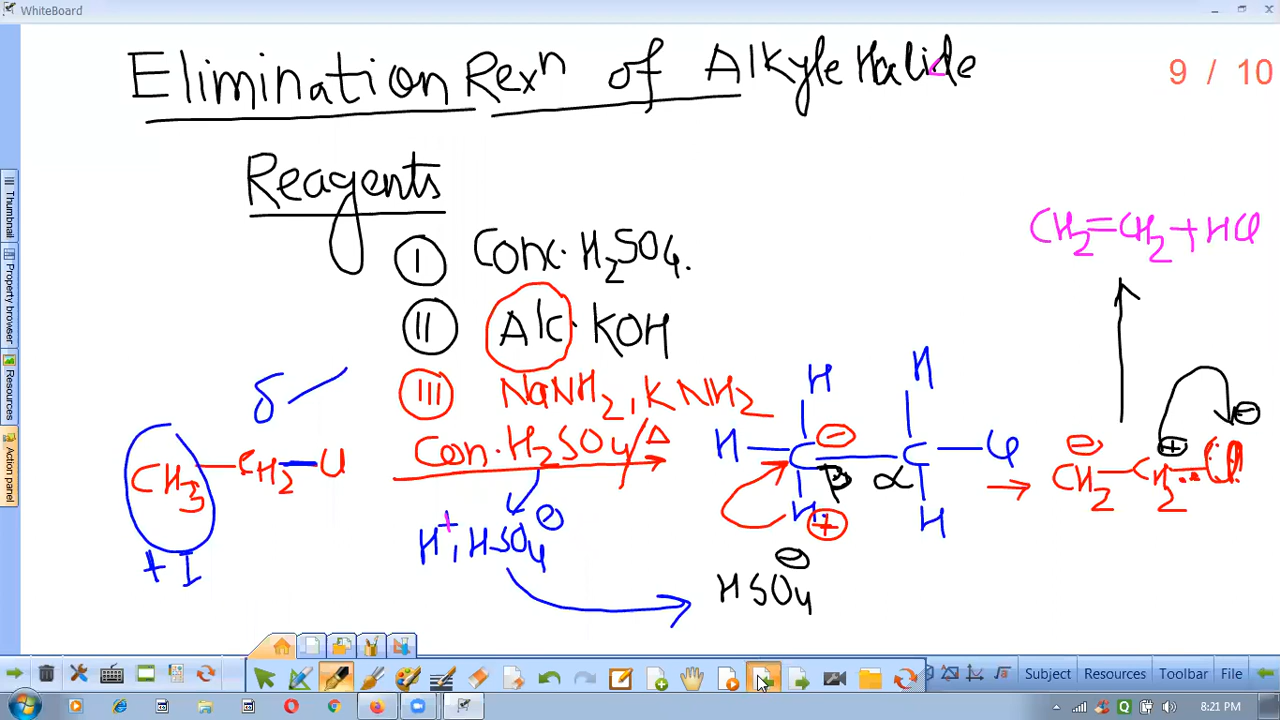 WhiteBoard
Elimination Rexⁿ of Alkyle Halide
9 / 10
Reagents
I Conc. H₂SO₄.
II Alc. KOH
III NaNH₂, KNH₂
CH₂=CH₂+HCl
CH₃—CH₂—Cl
+I
Con. H₂SO₄/Δ
H⁺, HSO₄⊖
H H
H C ⊖ C Cl
β α
H ⊕ H
HSO₄⊖
⊖ ⊕ ⊖
CH₂—CH₂...Cl
Thumbnail
Property browser
Resources
Action panel
Subject
Resources
Toolbar
File
8:21 PM